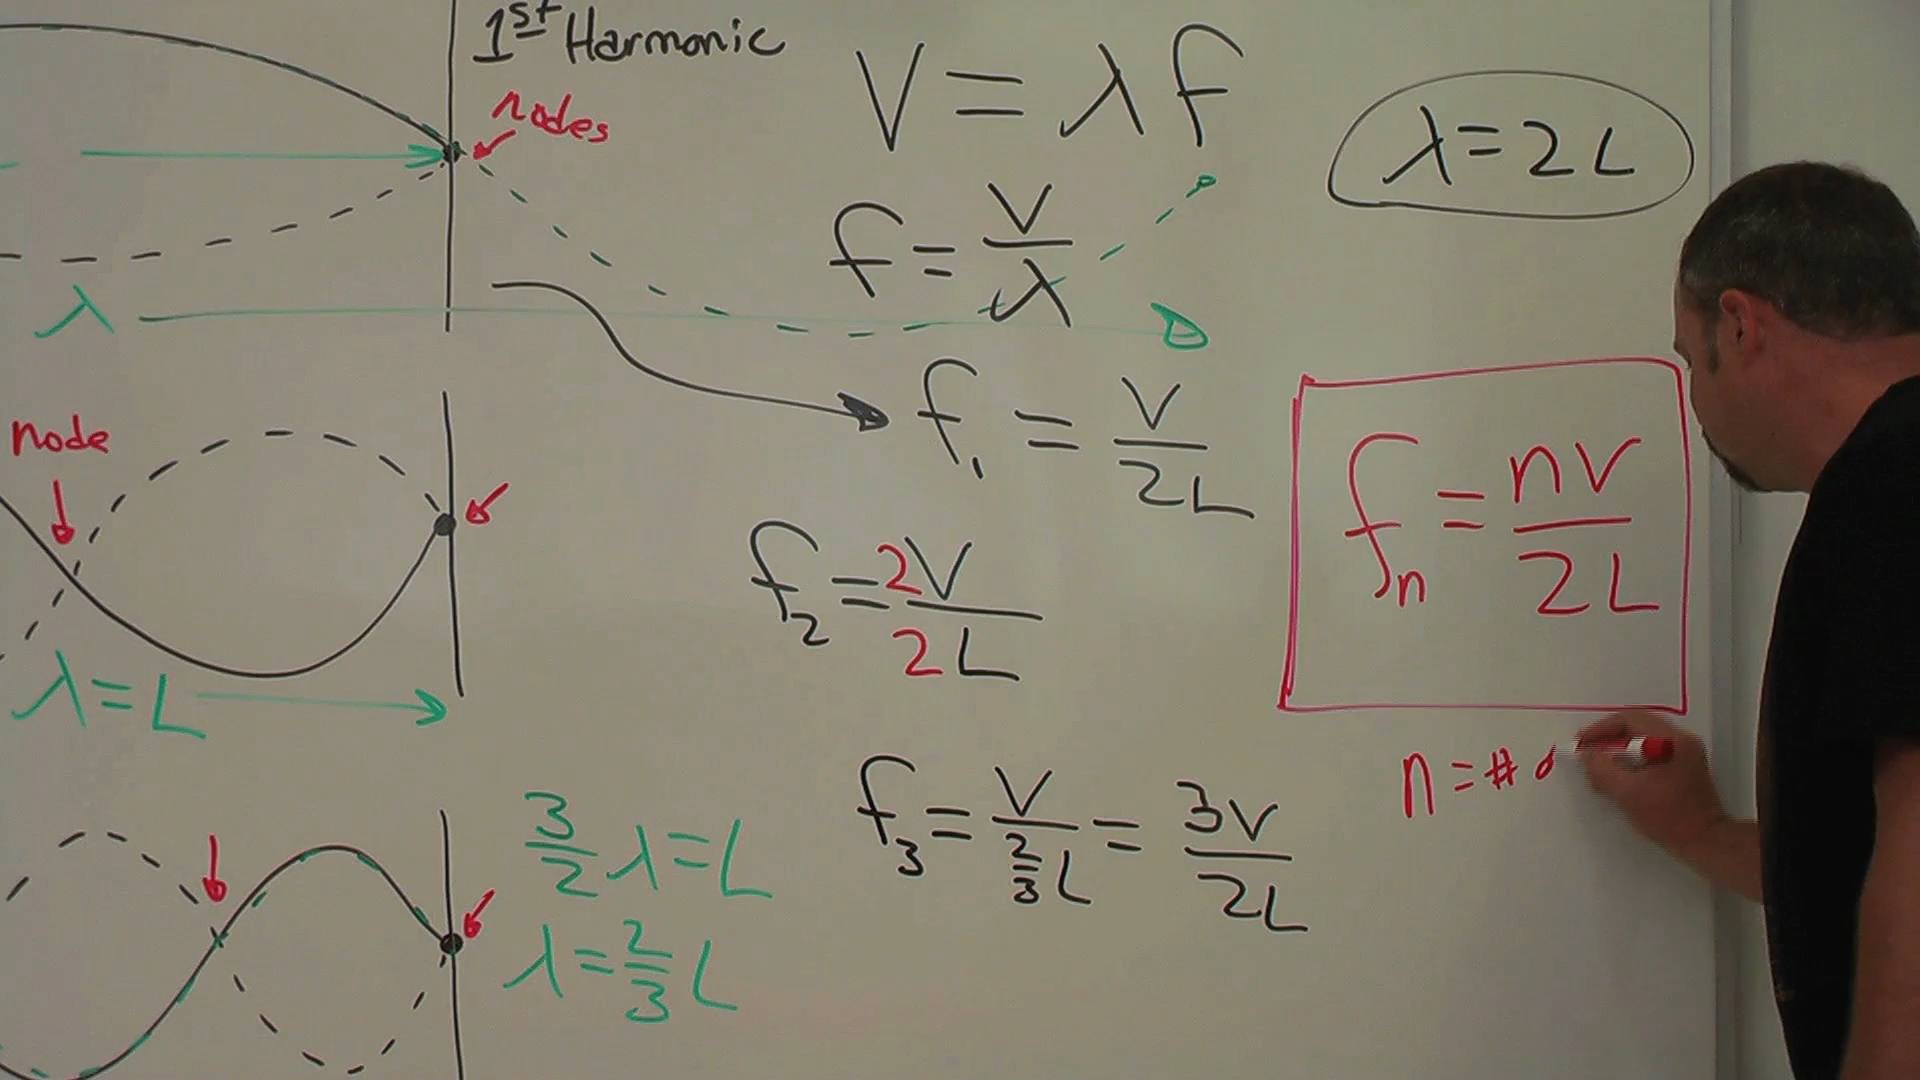 1st Harmonic
nodes
V = λf
λ = 2L
f = V/λ
λ
f₁ = V/2L
node
fₙ = nV/2L
f₂ = 2V/2L
λ = L
n = # o
f₃ = V/(2/3 L) = 3V/2L
3/2 λ = L
λ = 2/3 L